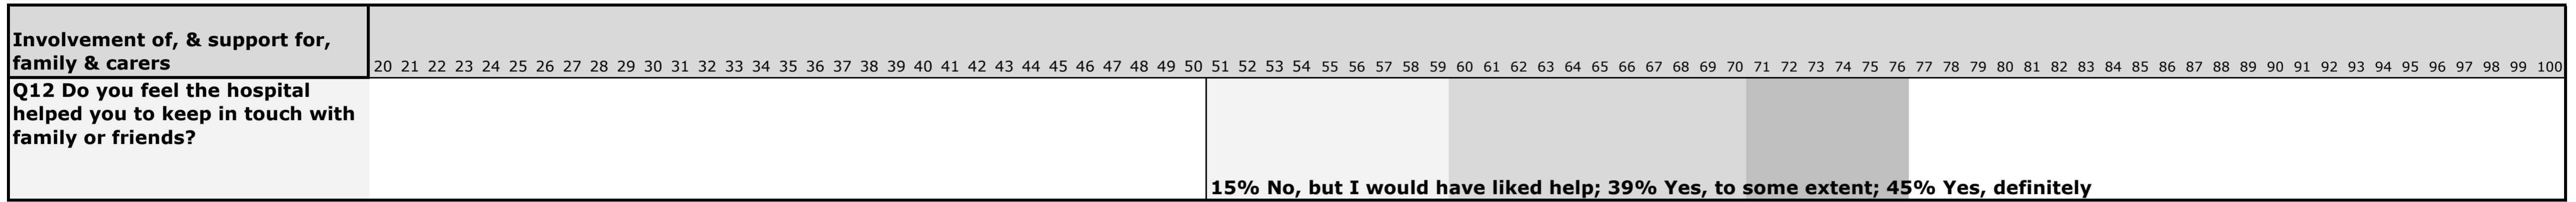 Involvement of, & support for,
family & carers
20 21 22 23 24 25 26 27 28 29 30 31 32 33 34 35 36 37 38 39 40 41 42 43 44 45 46 47 48 49 50 51 52 53 54 55 56 57 58 59 60 61 62 63 64 65 66 67 68 69 70 71 72 73 74 75 76 77 78 79 80 81 82 83 84 85 86 87 88 89 90 91 92 93 94 95 96 97 98 99 100
Q12 Do you feel the hospital
helped you to keep in touch with
family or friends?
15% No, but I would have liked help; 39% Yes, to some extent; 45% Yes, definitely